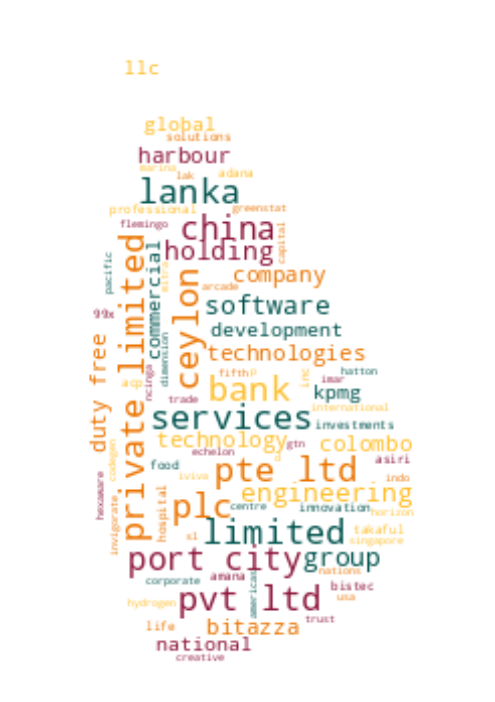 llc
global
solutions
harbour
marina
lak
adana
lanka
professional
greenstat
flemingo
china
capital
holding
pacific
private limited
commercial
mitra
ceylon
company
arcade
99x
software
development
dimension
duty free
technologies
ncinga
fifth
p
inc
hatton
imar
acq
bank
kpmg
trade
international
services
investments
technology
gtn
colombo
codegen
echelon
a
asiri
food
pte ltd
hexaware
iviva
indo
invigorate
hospital
plc
engineering
centre
innovation
horizon
sl
limited
takaful
singapore
port city
group
corporate
amana
americas
nations
bistec
hydrogen
pvt ltd
usa
life
bitazza
trust
national
creative